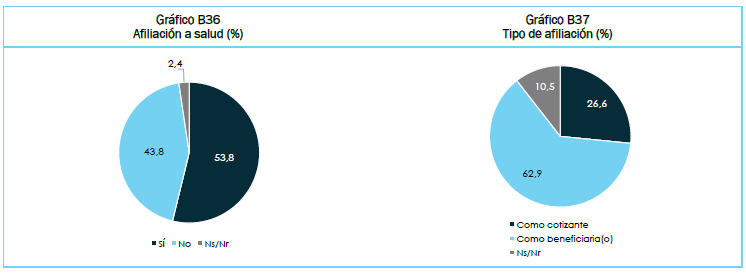 Gráfico B36
Afiliación a salud (%)
2,4
43,8
53,8
SÍ No Ns/Nr
Gráfico B37
Tipo de afiliación (%)
10,5
26,6
62,9
Como cotizante
Como beneficiaria(o)
Ns/Nr